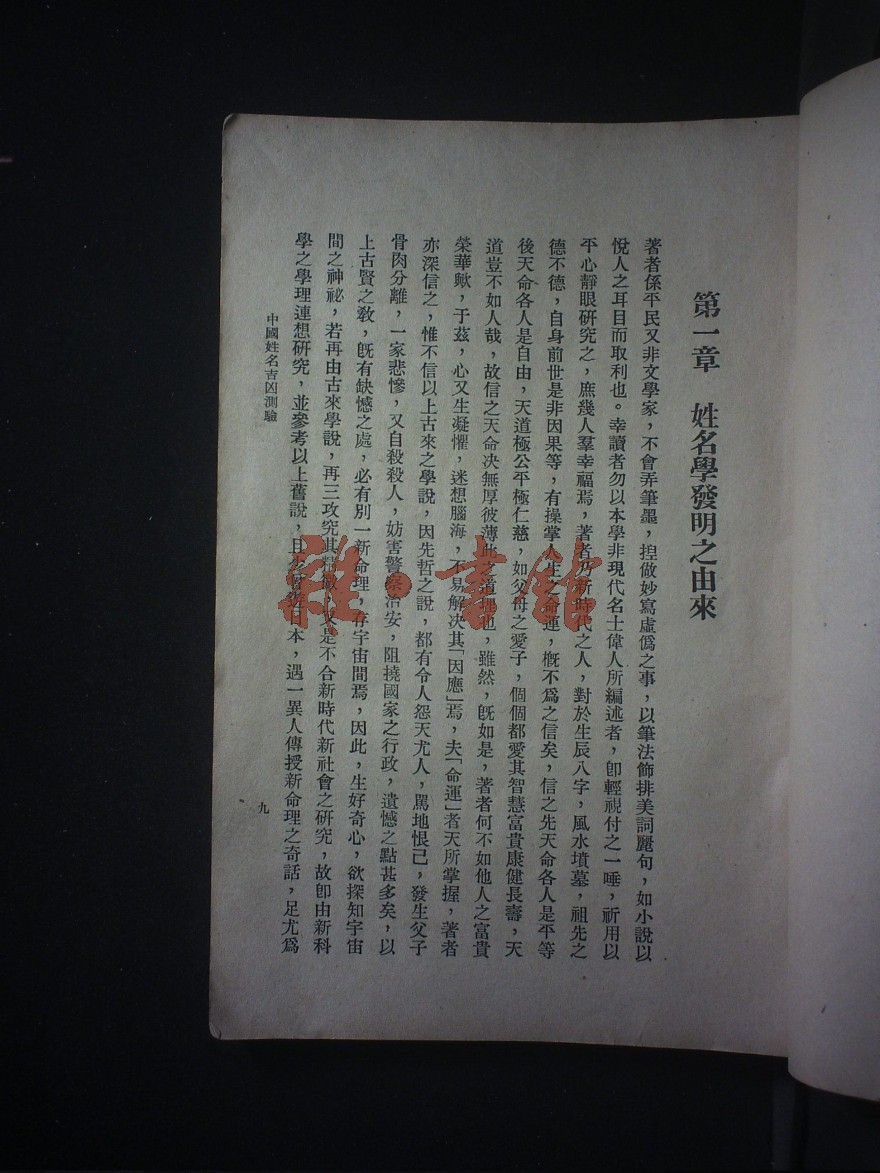 第一章　姓名學發明之由來
著者係平民又非文學家，不會弄筆墨，揑做妙寫虛僞之事，以筆法飾排美詞麗句，如小說以
悅人之耳目而取利也。幸讀者勿以本學非現代名士偉人所編述者，卽輕視付之一唾，祈用以
平心靜眼硏究之，庶幾人羣幸福焉，著者乃新時代之人，對於生辰八字，風水墳墓，祖先之
德不德，自身前世是非因果等，有操掌人生之命運，槪不爲之信矣，信之先天命各人是平等
後天命各人是自由，天道極公平極仁慈，如父母之愛子，個個都愛其智慧富貴康健長壽，天
道豈不如人哉，故信之天命決無厚彼薄此之道理也，雖然，旣如是，著者何不如他人之富貴
榮華歟，于茲，心又生凝懼，迷想腦海，不易解決其「因應」焉，夫「命運」者天所掌握，著者
亦深信之，惟不信以上古來之學說，因先哲之說，都有令人怨天尤人，罵地恨己，發生父子
骨肉分離，一家悲慘，又自殺殺人，妨害警察治安，阻撓國家之行政，遺憾之點甚多矣，以
上古賢之敎，旣有缺憾之處，必有別一新命理，存宇宙間焉，因此，生好奇心，欲探知宇宙
間之神祕，若再由古來學說，再三攻究其精微，又是不合新時代新社會之硏究，故卽由新科
學之學理連想硏究，並參考以上舊說，且遊日本，遇一異人傳授新命理之奇話，足尤爲
中國姓名吉凶測驗
九
雜·書館